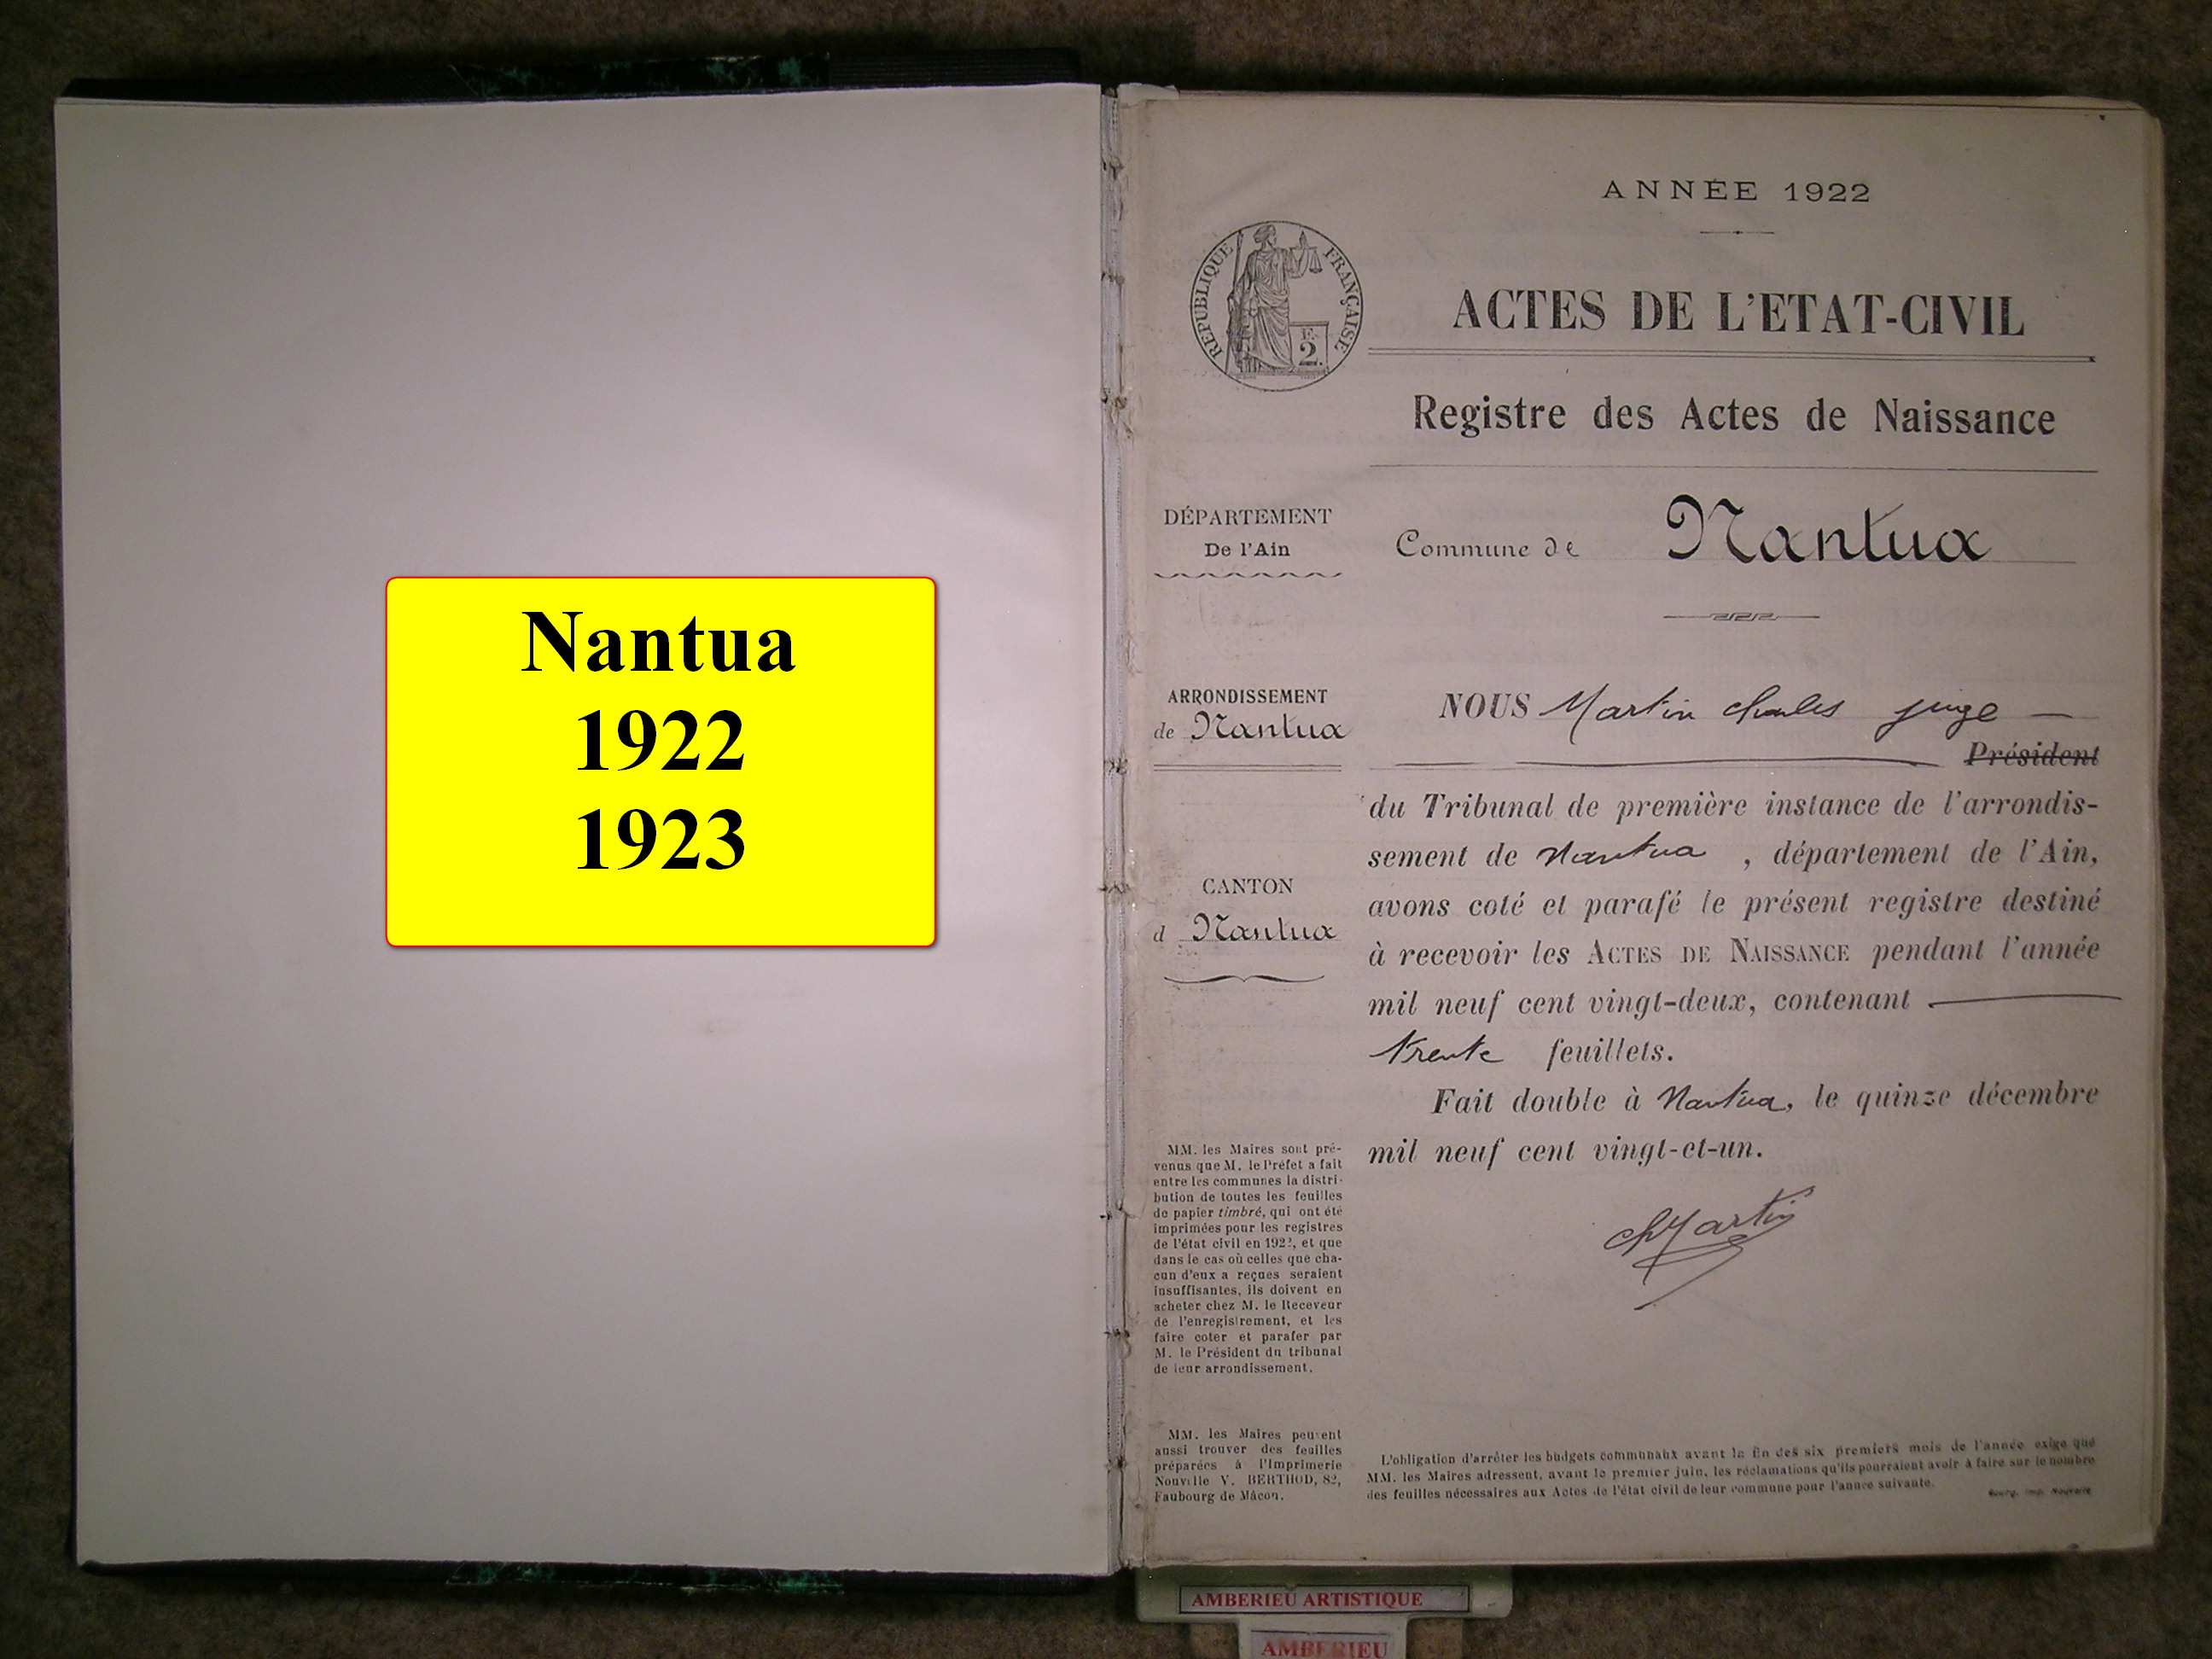 Nantua
1922
1923
ANNÉE 1922
REPUBLIQUE FRANÇAISE
2
ACTES DE L'ETAT-CIVIL
Registre des Actes de Naissance
DÉPARTEMENT
De l'Ain
Commune de Nantua
ARRONDISSEMENT
de Nantua
CANTON
d Nantua
MM. les Maires sont pré-
venus que M. le Préfet a fait
entre les communes la distri-
bution de toutes les feuilles
de papier timbré, qui ont été
imprimées pour les registres
de l'état civil en 1922, et que
dans le cas où celles que cha-
cun d'eux a reçues seraient
insuffisantes, ils doivent en
acheter chez M. le Receveur
de l'enregistrement, et les
faire coter et parafer par
M. le Président du tribunal
de leur arrondissement.
MM. les Maires peuvent
aussi trouver des feuilles
préparées à l'Imprimerie
Nouvelle V. BERTHOD, 82,
Faubourg de Mâcon.
NOUS Martin Charles juge
Président
du Tribunal de première instance de l'arrondis-
sement de Nantua, département de l'Ain,
avons coté et parafé le présent registre destiné
à recevoir les ACTES DE NAISSANCE pendant l'année
mil neuf cent vingt-deux, contenant
trente feuillets.
Fait double à Nantua, le quinze décembre
mil neuf cent vingt-et-un.
ChMartin
L'obligation d'arrêter les budgets communaux avant la fin des six premiers mois de l'année exige que
MM. les Maires adressent, avant le premier juin, les réclamations qu'ils pourraient avoir à faire sur le nombre
des feuilles nécessaires aux Actes de l'état civil de leur commune pour l'année suivante.
Bourg, imp. Nouvelle
AMBERIEU ARTISTIQUE
AMBERIEU